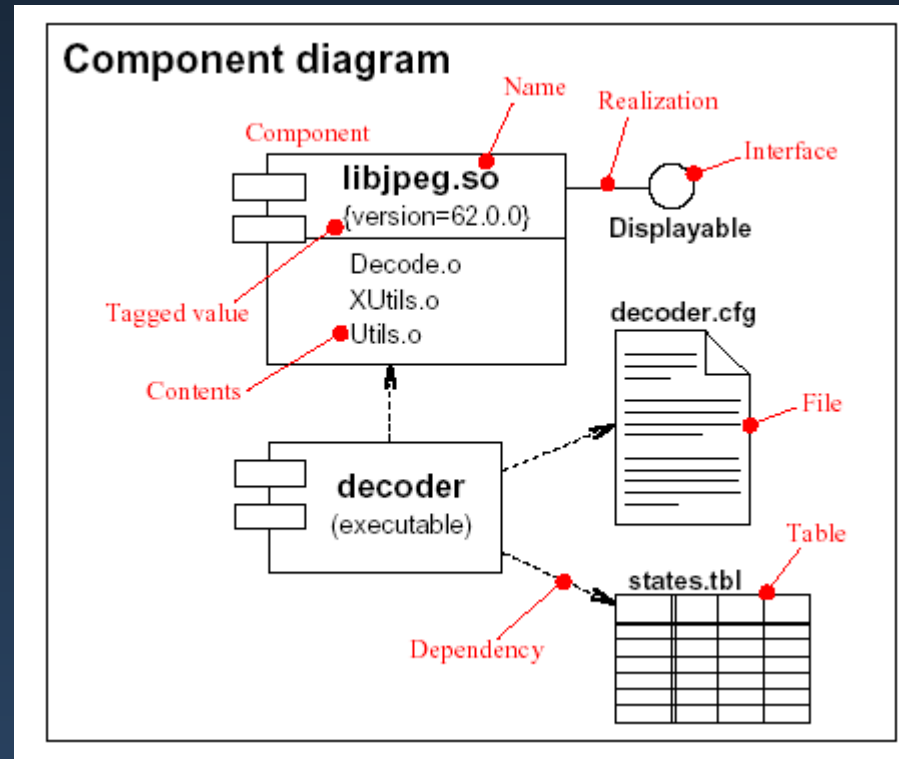 Component diagram
Name
Realization
Component
Interface
libjpeg.so
{version=62.0.0}
Displayable
Decode.o
XUtils.o
Utils.o
Tagged value
decoder.cfg
Contents
File
decoder
(executable)
Table
states.tbl
Dependency